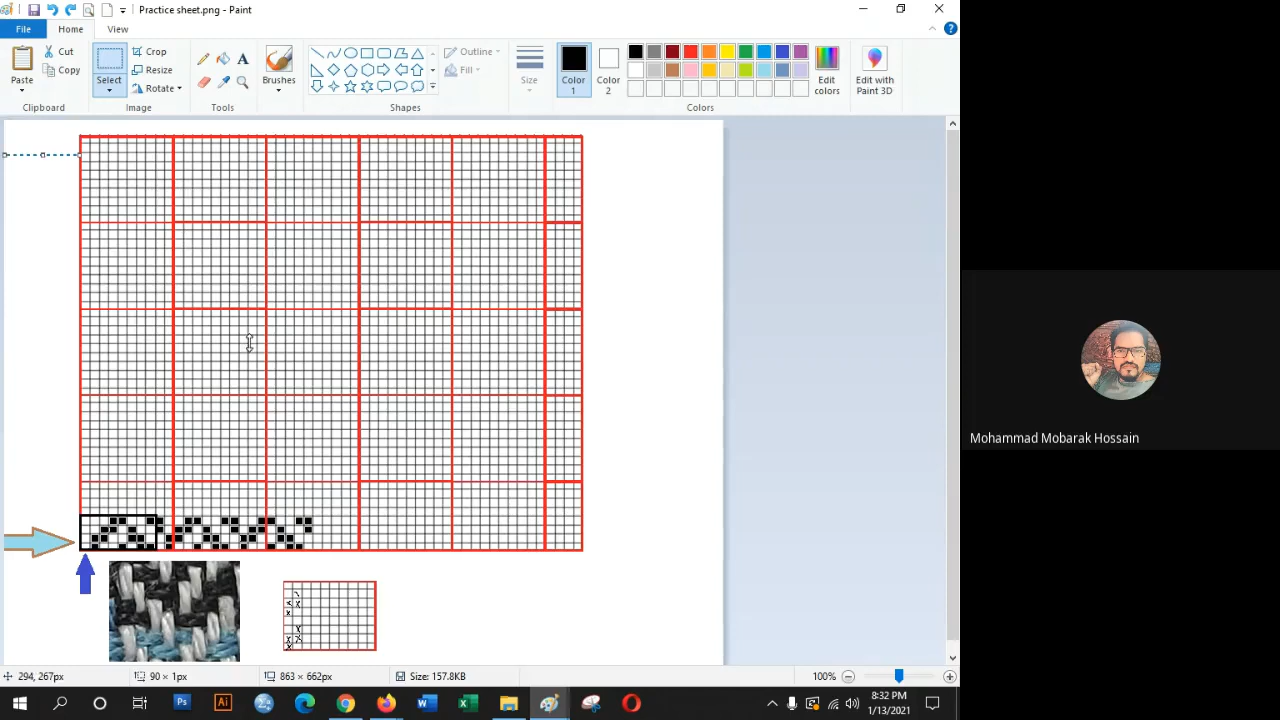 Practice sheet.png - Paint
File
Home
View
Paste
Cut
Copy
Clipboard
Select
Crop
Resize
Rotate
Image
A
Tools
Brushes
Outline
Fill
Shapes
Size
Color 1
Color 2
Edit colors
Colors
Edit with Paint 3D
Mohammad Mobarak Hossain
294, 267px
90 × 1px
863 × 662px
Size: 157.8KB
100%
Ps
Ai
8:32 PM
1/13/2021